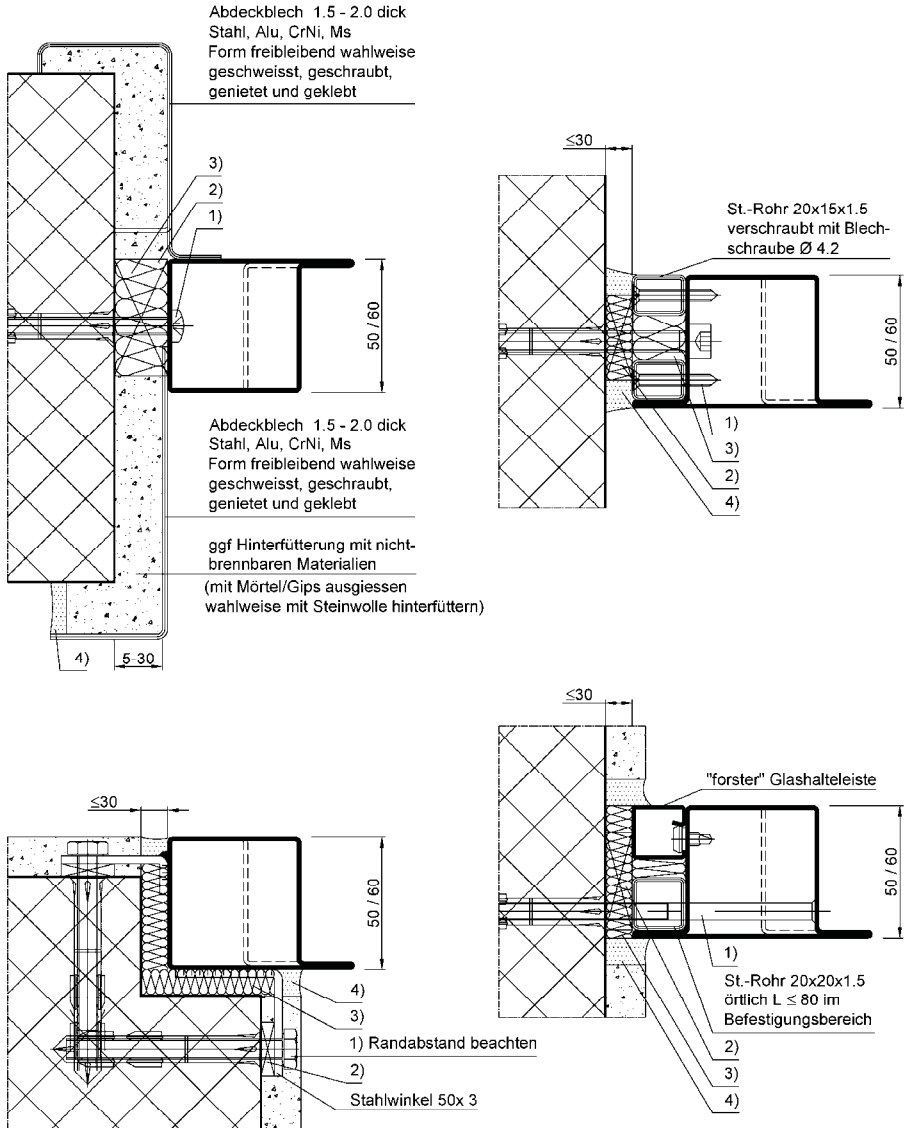 Abdeckblech 1.5 - 2.0 dick
Stahl, Alu, CrNi, Ms
Form freibleibend wahlweise
geschweisst, geschraubt,
genietet und geklebt
3)
2)
1)
50 / 60
Abdeckblech 1.5 - 2.0 dick
Stahl, Alu, CrNi, Ms
Form freibleibend wahlweise
geschweisst, geschraubt,
genietet und geklebt
ggf Hinterfütterung mit nicht-
brennbaren Materialien
(mit Mörtel/Gips ausgiessen
wahlweise mit Steinwolle hinterfüttern)
4)
5-30
≤30
St.-Rohr 20x15x1.5
verschraubt mit Blech-
schraube Ø 4.2
50 / 60
1)
3)
2)
4)
≤30
50 / 60
4)
3)
1) Randabstand beachten
2)
Stahlwinkel 50x 3
≤30
"forster" Glashalteleiste
50 / 60
1)
St.-Rohr 20x20x1.5
örtlich L ≤ 80 im
Befestigungsbereich
2)
3)
4)